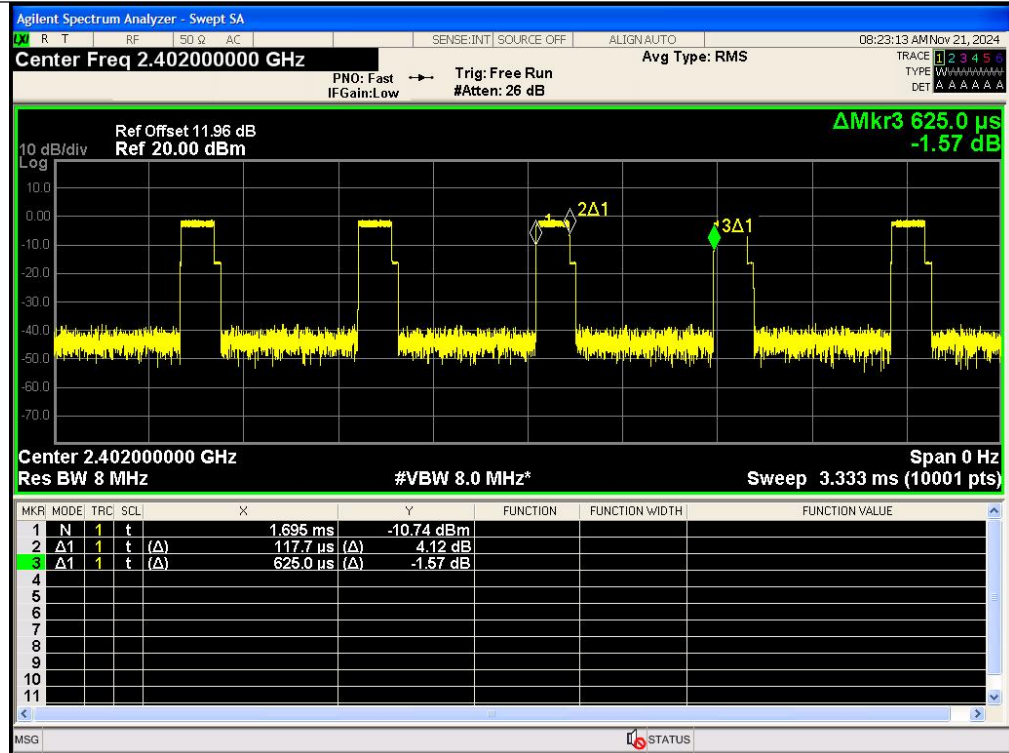 Agilent Spectrum Analyzer - Swept SA
LXI R T RF 50 Ω AC SENSE:INT SOURCE OFF ALIGN AUTO 08:23:13 AM Nov 21, 2024
Center Freq 2.402000000 GHz
PNO: Fast
IFGain:Low
Trig: Free Run
#Atten: 26 dB
Avg Type: RMS
TRACE 1 2 3 4 5 6
TYPE W
DET A A A A A A
Ref Offset 11.96 dB
10 dB/div Ref 20.00 dBm
Log
ΔMkr3 625.0 µs
-1.57 dB
10.0
0.00
-10.0
-20.0
-30.0
-40.0
-50.0
-60.0
-70.0
1
2Δ1
3Δ1
Center 2.402000000 GHz Span 0 Hz
Res BW 8 MHz #VBW 8.0 MHz* Sweep 3.333 ms (10001 pts)
MKR MODE TRC SCL X Y FUNCTION FUNCTION WIDTH FUNCTION VALUE
1 N 1 t 1.695 ms -10.74 dBm
2 Δ1 1 t (Δ) 117.7 µs (Δ) 4.12 dB
3 Δ1 1 t (Δ) 625.0 µs (Δ) -1.57 dB
4
5
6
7
8
9
10
11
MSG STATUS